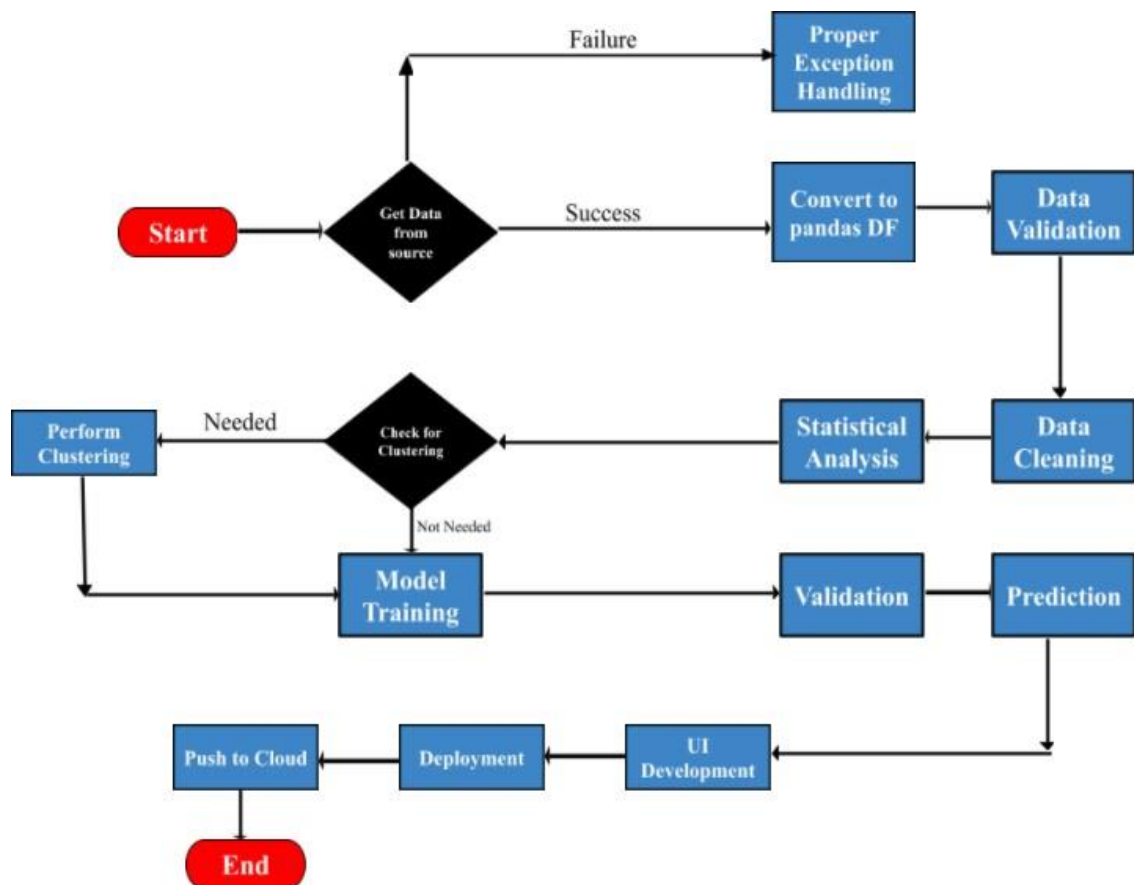 Failure
Proper
Exception
Handling
Start
Get Data
from
source
Success
Convert to
pandas DF
Data
Validation
Perform
Clustering
Needed
Check for
Clustering
Statistical
Analysis
Data
Cleaning
Not Needed
Model
Training
Validation
Prediction
Push to Cloud
Deployment
UI
Development
End